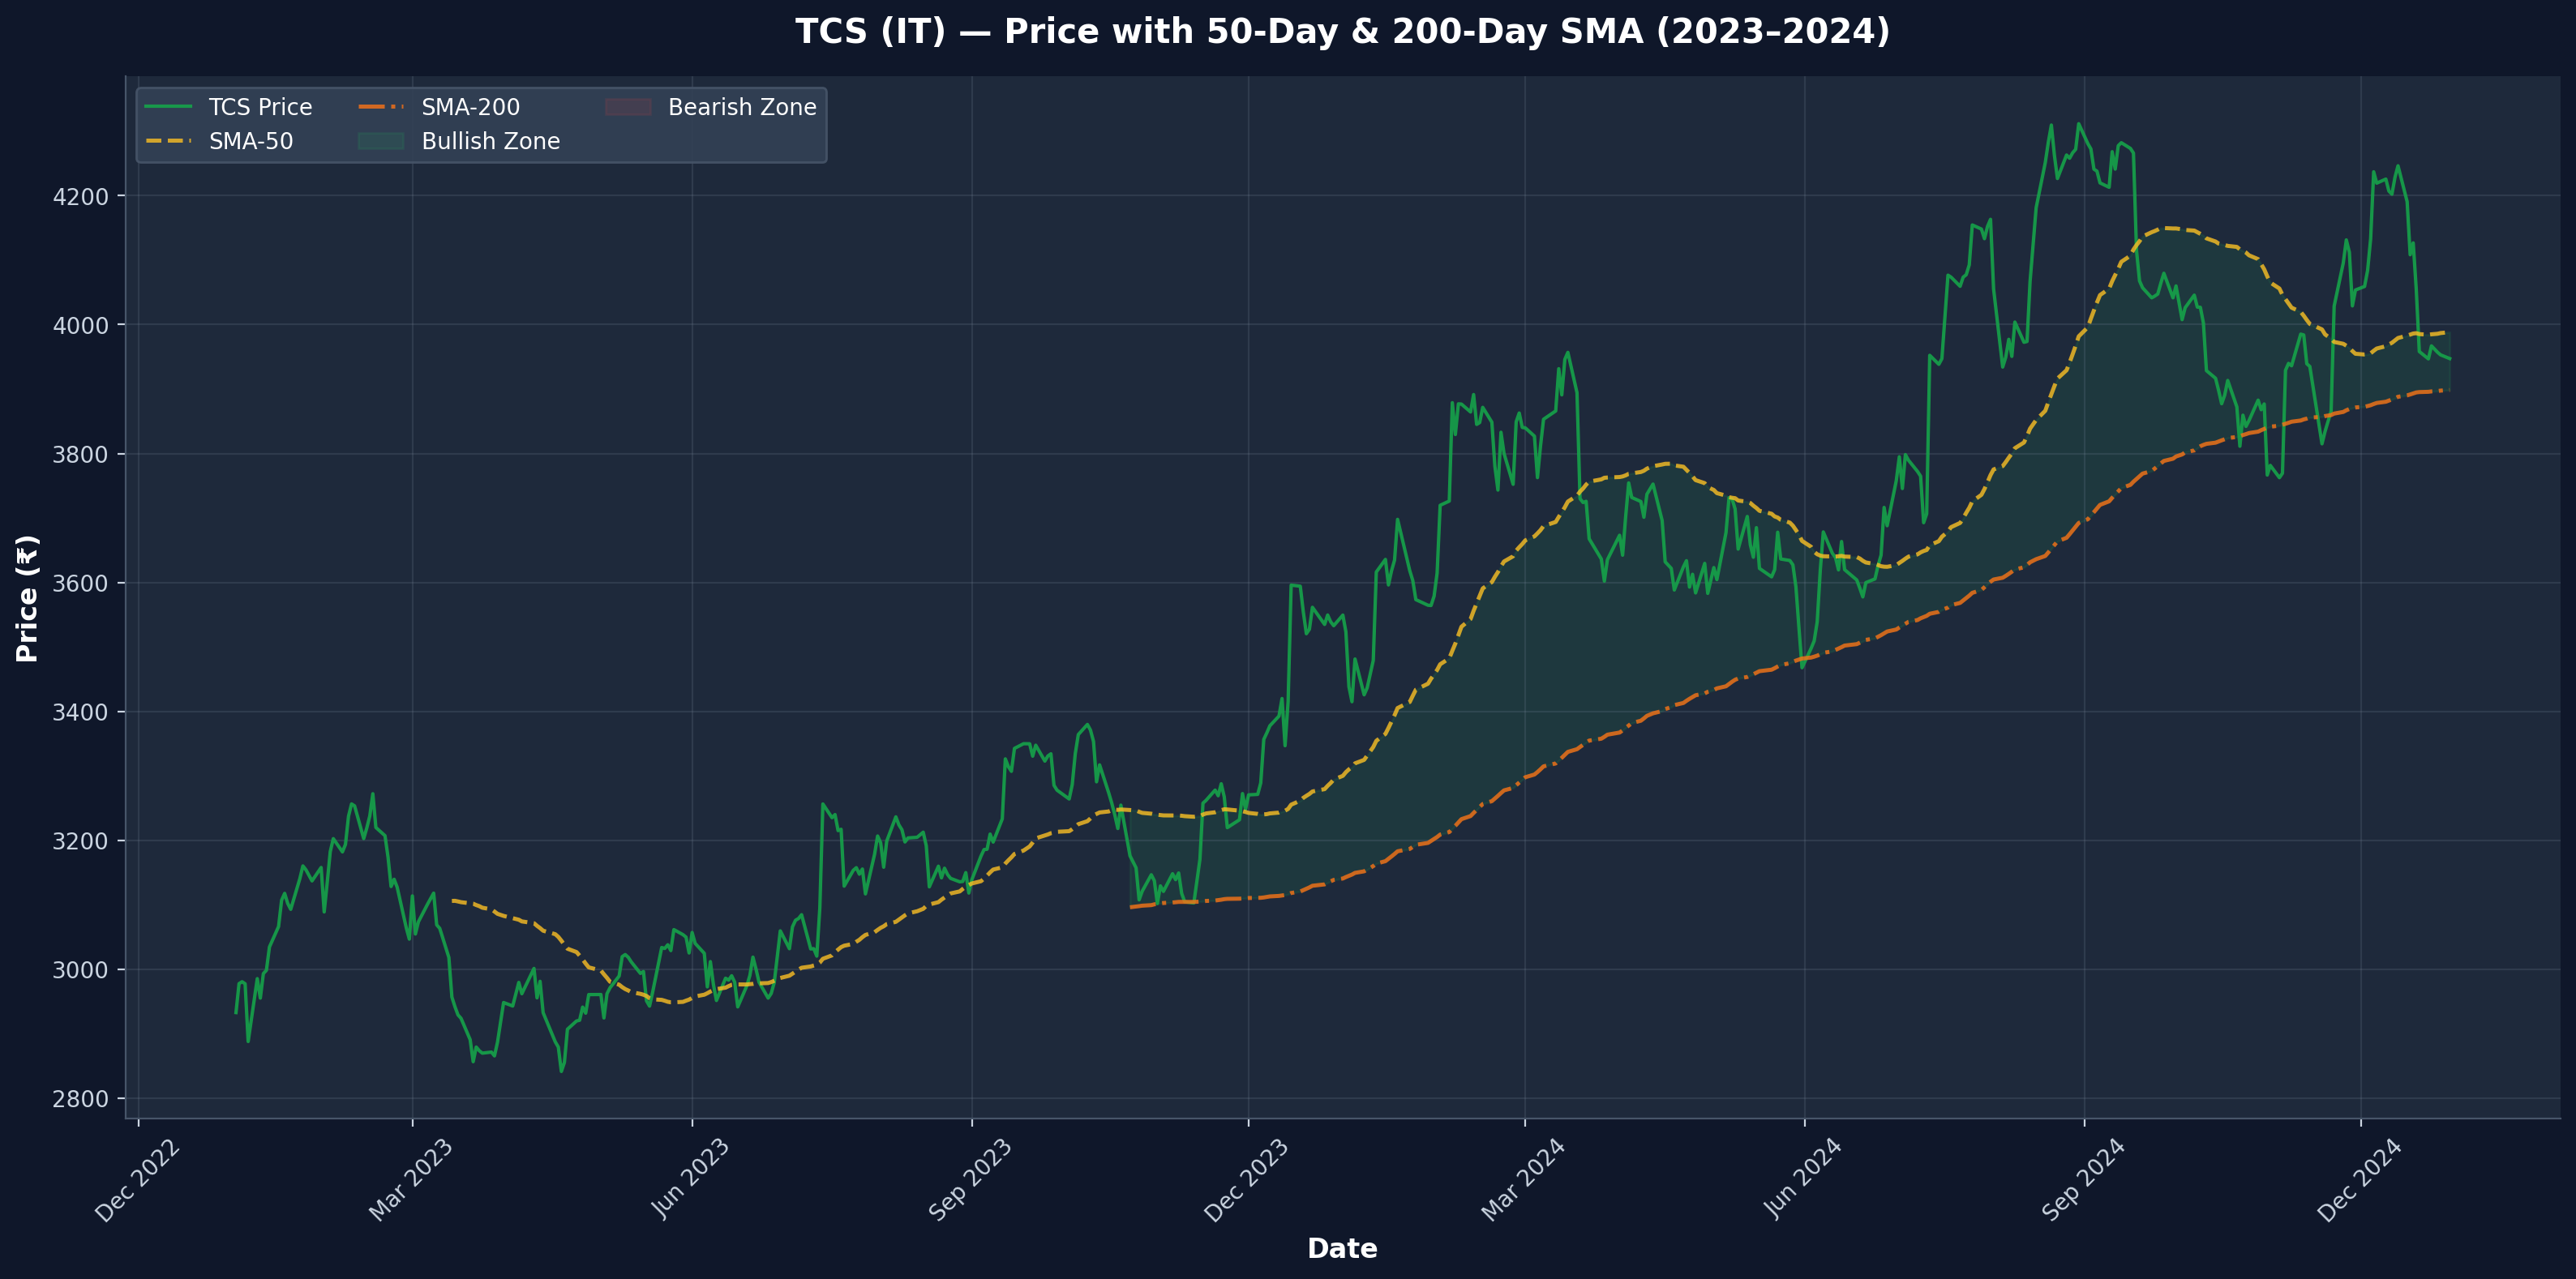 TCS (IT) — Price with 50-Day & 200-Day SMA (2023–2024)
TCS Price
SMA-50
SMA-200
Bullish Zone
Bearish Zone
Price (₹)
4200
4000
3800
3600
3400
3200
3000
2800
Dec 2022
Mar 2023
Jun 2023
Sep 2023
Dec 2023
Mar 2024
Jun 2024
Sep 2024
Dec 2024
Date